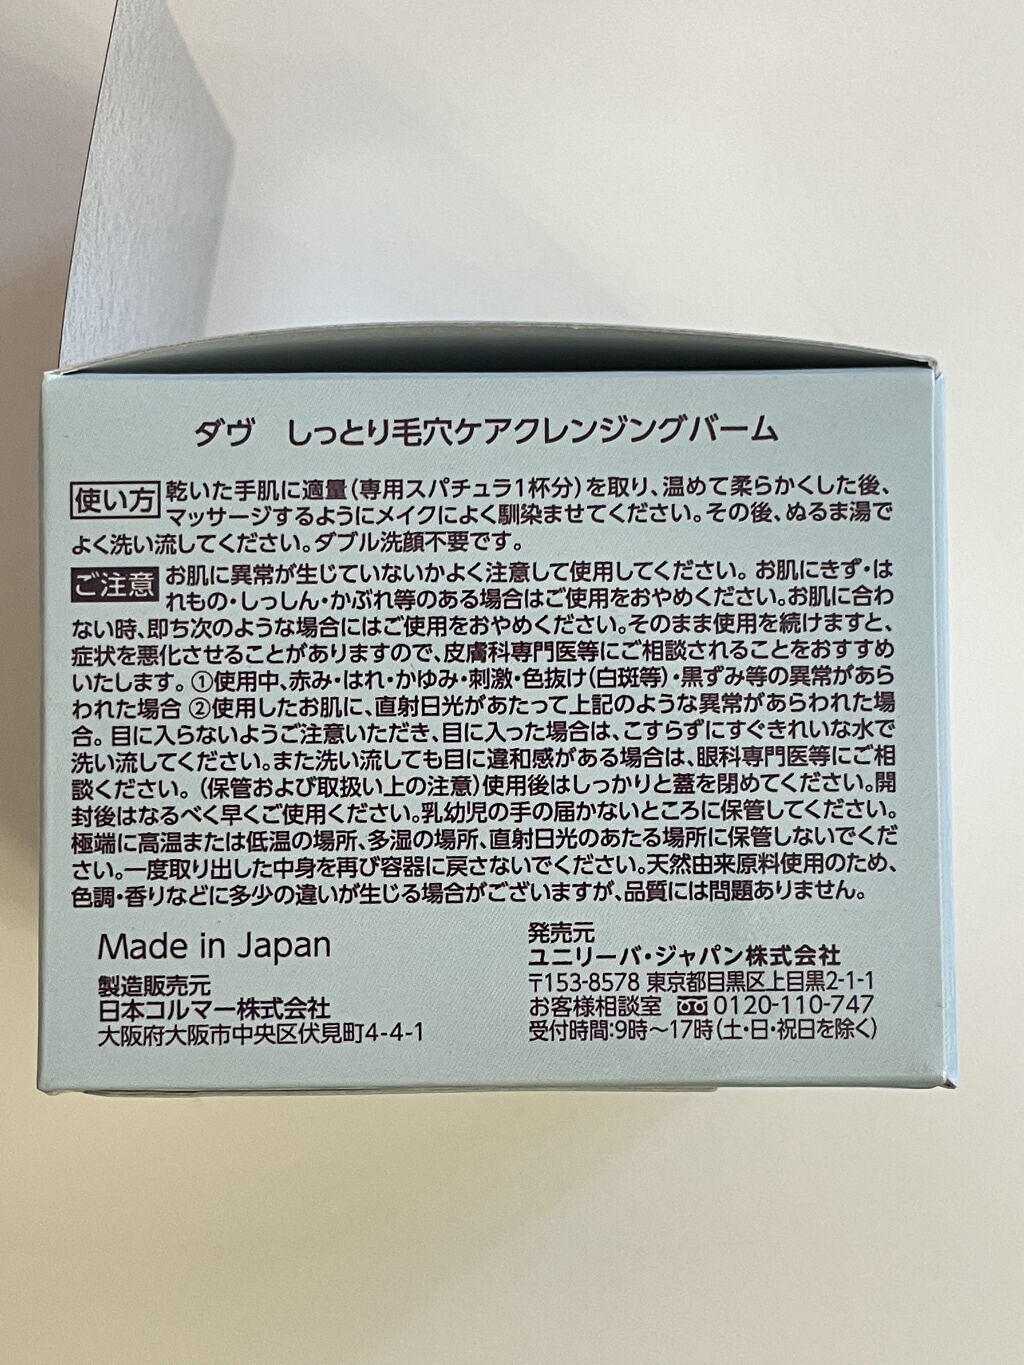 ダヴ しっとり毛穴ケアクレンジングバーム
使い方 乾いた手肌に適量(専用スパチュラ1杯分)を取り、温めて柔らかくした後、
マッサージするようにメイクによく馴染ませてください。その後、ぬるま湯で
よく洗い流してください。ダブル洗顔不要です。
ご注意 お肌に異常が生じていないかよく注意して使用してください。お肌にきず・は
れもの・しっしん・かぶれ等のある場合はご使用をおやめください。お肌に合わ
ない時、即ち次のような場合にはご使用をおやめください。そのまま使用を続けますと、
症状を悪化させることがありますので、皮膚科専門医等にご相談されることをおすすめ
いたします。①使用中、赤み・はれ・かゆみ・刺激・色抜け(白斑等)・黒ずみ等の異常があら
われた場合 ②使用したお肌に、直射日光があたって上記のような異常があらわれた場
合。目に入らないようご注意いただき、目に入った場合は、こすらずにすぐきれいな水で
洗い流してください。また洗い流しても目に違和感がある場合は、眼科専門医等にご相
談ください。(保管および取扱い上の注意)使用後はしっかりと蓋を閉めてください。開
封後はなるべく早くご使用ください。乳幼児の手の届かないところに保管してください。
極端に高温または低温の場所、多湿の場所、直射日光のあたる場所に保管しないでくだ
さい。一度取り出した中身を再び容器に戻さないでください。天然由来原料使用のため、
色調・香りなどに多少の違いが生じる場合がございますが、品質には問題ありません。
Made in Japan
製造販売元
日本コルマー株式会社
大阪府大阪市中央区伏見町4-4-1
発売元
ユニリーバ・ジャパン株式会社
〒153-8578 東京都目黒区上目黒2-1-1
お客様相談室 0120-110-747
受付時間:9時〜17時(土・日・祝日を除く)